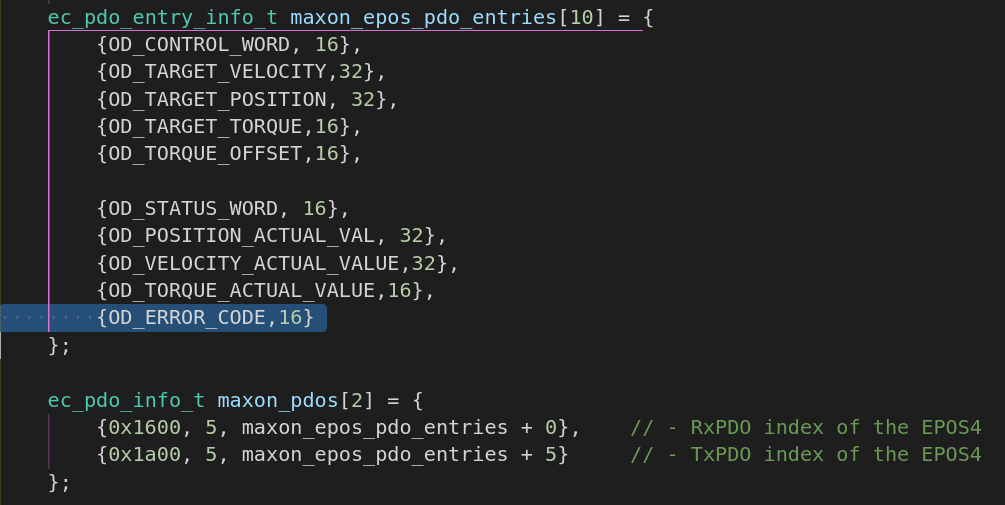 ec_pdo_entry_info_t maxon_epos_pdo_entries[10] = {
{OD_CONTROL_WORD, 16},
{OD_TARGET_VELOCITY,32},
{OD_TARGET_POSITION, 32},
{OD_TARGET_TORQUE,16},
{OD_TORQUE_OFFSET,16},
{OD_STATUS_WORD, 16},
{OD_POSITION_ACTUAL_VAL, 32},
{OD_VELOCITY_ACTUAL_VALUE,32},
{OD_TORQUE_ACTUAL_VALUE,16},
{OD_ERROR_CODE,16}
};
ec_pdo_info_t maxon_pdos[2] = {
{0x1600, 5, maxon_epos_pdo_entries + 0},    // - RxPDO index of the EPOS4
{0x1a00, 5, maxon_epos_pdo_entries + 5}     // - TxPDO index of the EPOS4
};